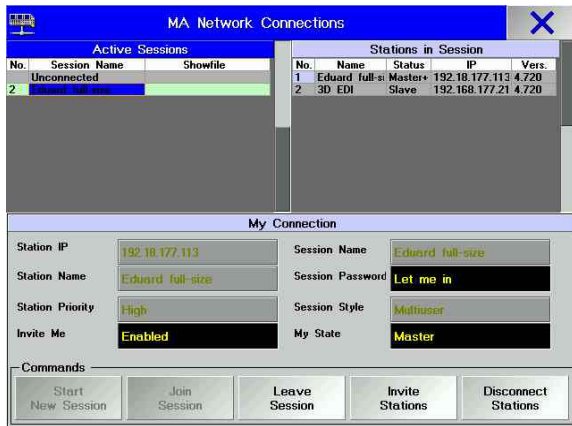 MA Network Connections
Active Sessions
No. Session Name Showfile
Unconnected
2 Eduard full-size
Stations in Session
No. Name Status IP Vers.
1 Eduard full-si Master+ 192.18.177.113 4.720
2 3D EDI Slave 192.168.177.21 4.720
My Connection
Station IP 192.18.177.113
Session Name Eduard full-size
Station Name Eduard full-size
Session Password Let me in
Station Priority High
Session Style Multiuser
Invite Me Enabled
My State Master
Commands
Start New Session
Join Session
Leave Session
Invite Stations
Disconnect Stations